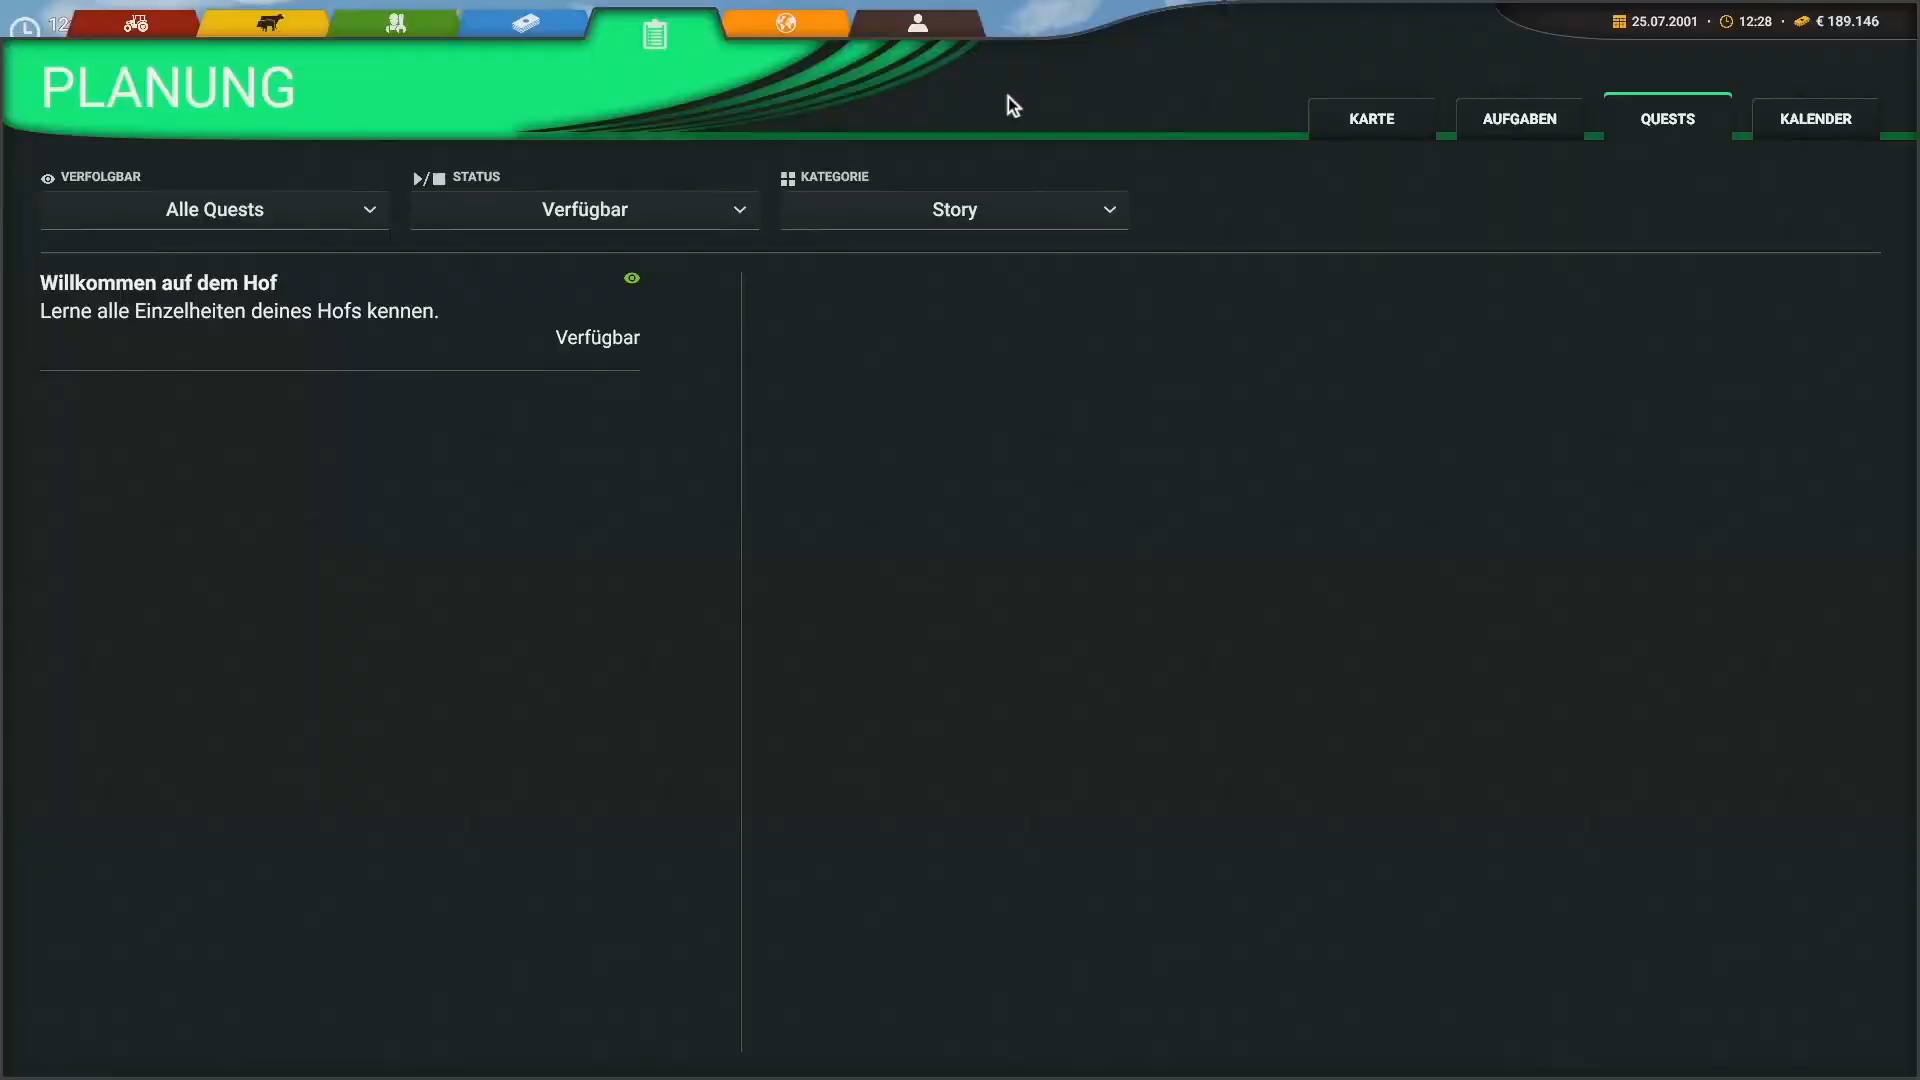 12
25.07.2001 · 12:28 · € 189.146
PLANUNG
KARTE
AUFGABEN
QUESTS
KALENDER
VERFOLGBAR
STATUS
KATEGORIE
Alle Quests
Verfügbar
Story
Willkommen auf dem Hof
Lerne alle Einzelheiten deines Hofs kennen.
Verfügbar